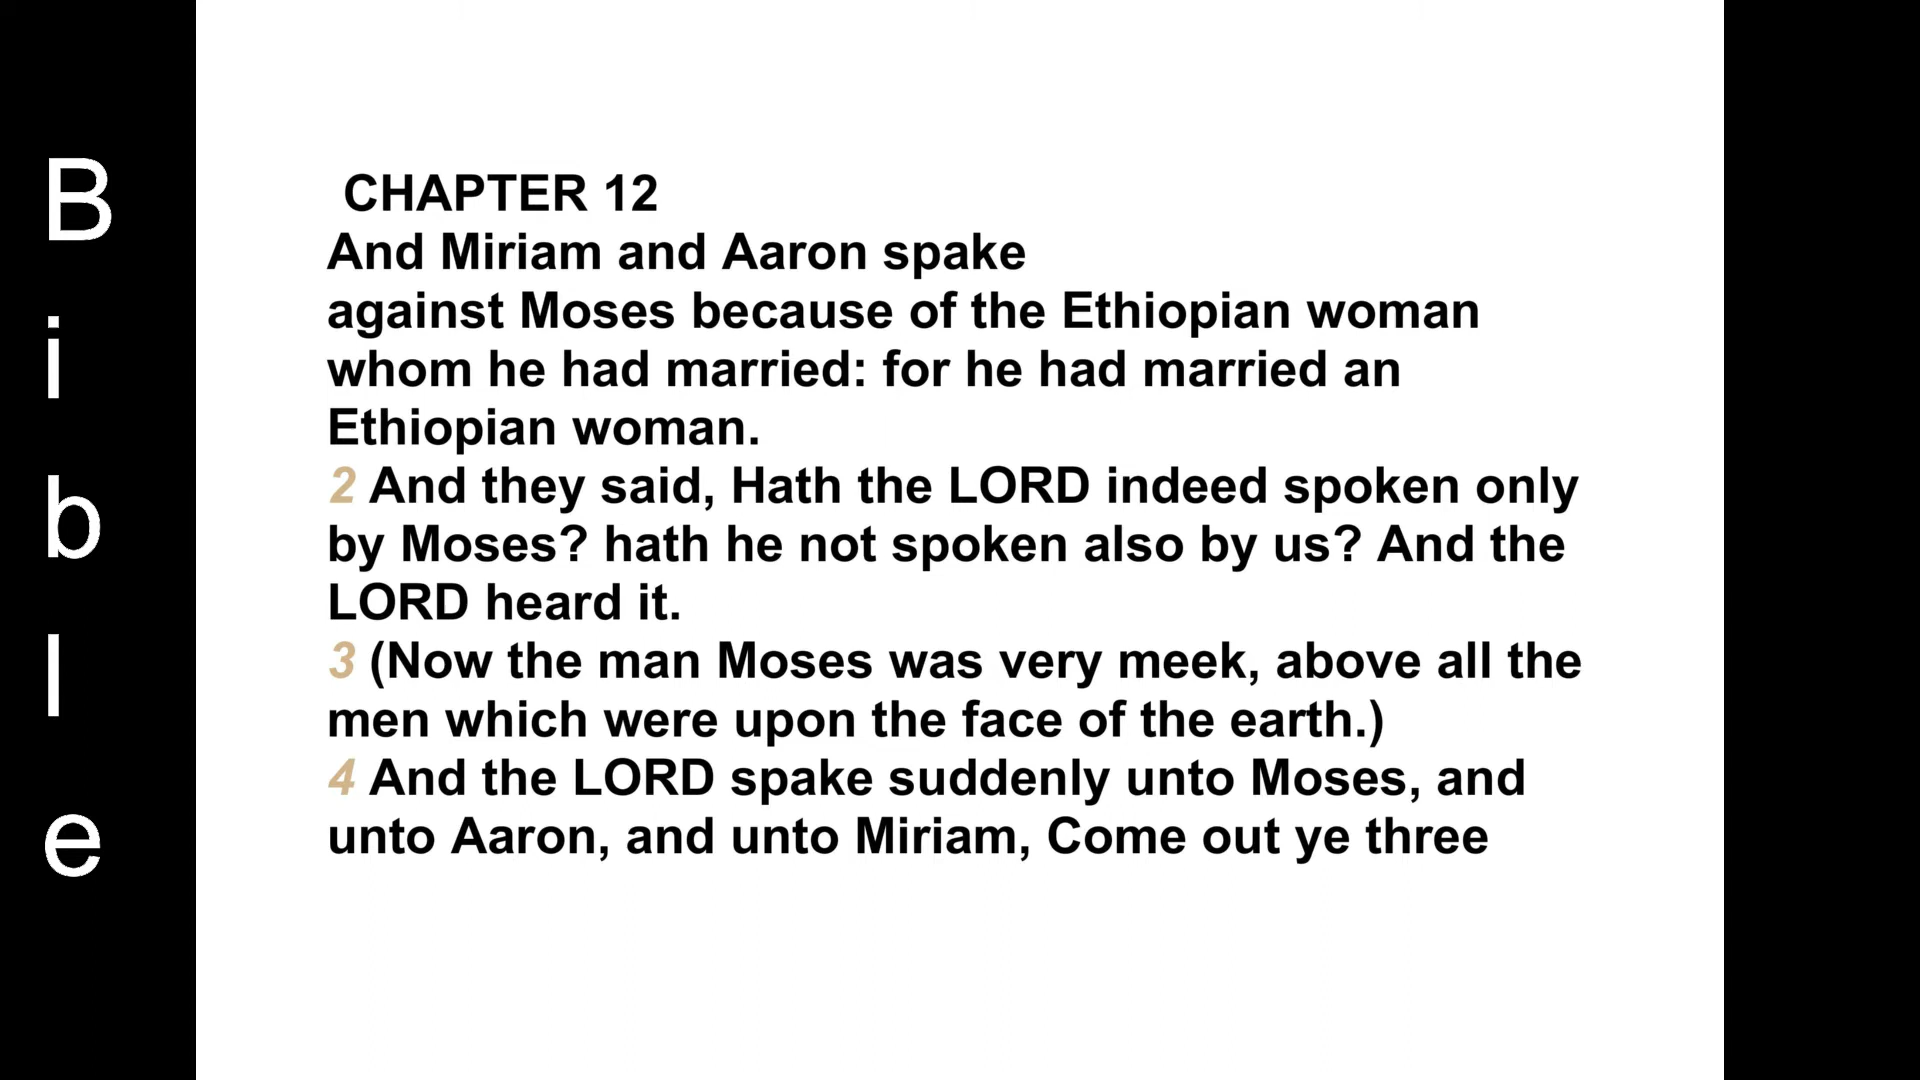 B
i
b
l
e
CHAPTER 12
And Miriam and Aaron spake
against Moses because of the Ethiopian woman
whom he had married: for he had married an
Ethiopian woman.
2 And they said, Hath the LORD indeed spoken only
by Moses? hath he not spoken also by us? And the
LORD heard it.
3 (Now the man Moses was very meek, above all the
men which were upon the face of the earth.)
4 And the LORD spake suddenly unto Moses, and
unto Aaron, and unto Miriam, Come out ye three